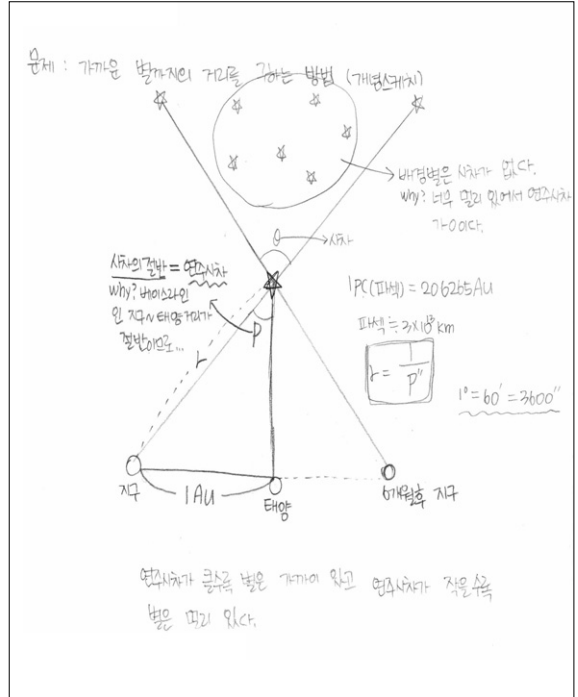 문제 : 가까운 별까지의 거리를 구하는 방법 (개념스케치)
배경별은 시차가 없다.
why? 너무 멀리 있어서 연주시차
가 0이다.
θ → 시차
시차의 절반 = 연주시차
why? 베이스라인
인 지구~태양거리가
절반이므로...
P
r
1PC(파섹) = 206265AU
파섹 ≒ 3×10¹³ km
r = 1/P″
1° = 60′ = 3600″
지구
1AU
태양
6개월후 지구
연주시차가 클수록 별은 가까이 있고 연주시차가 작을수록
별은 멀리 있다.